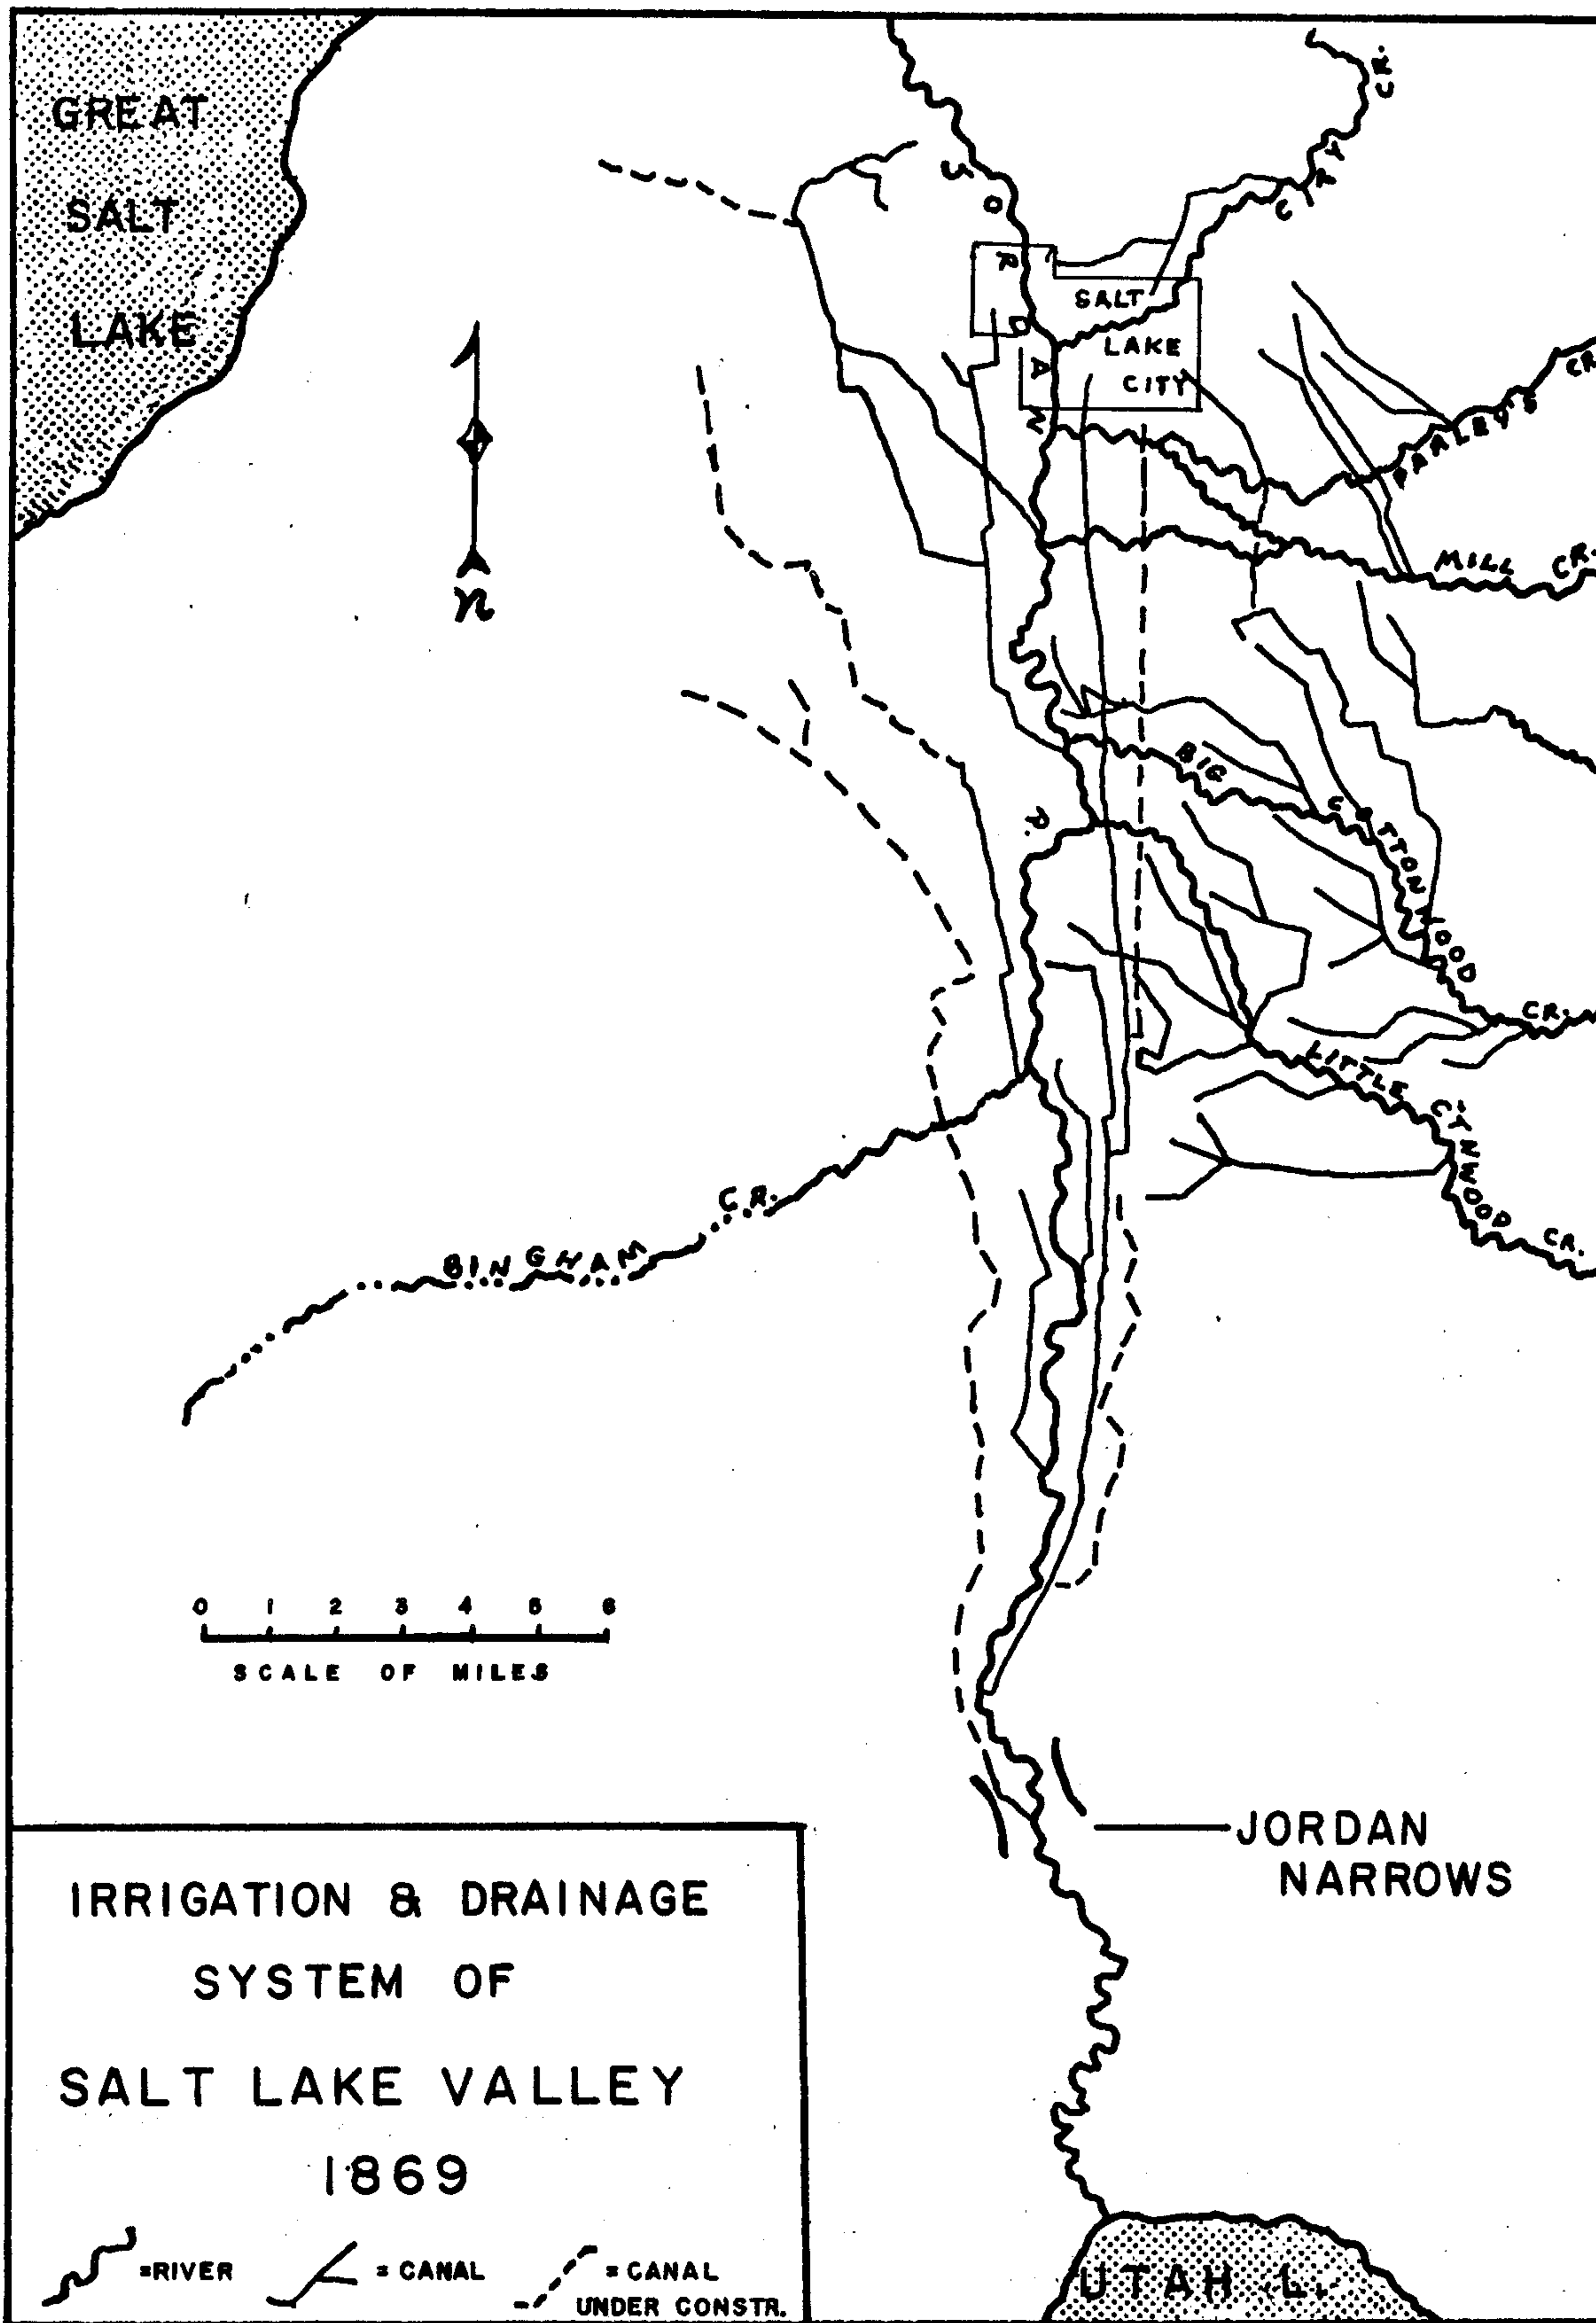 GREAT
SALT
LAKE
CITY CR.
JORDAN R.
SALT
LAKE
CITY
PARLEYS CR.
MILL CR.
BIG COTTONWOOD CR.
LITTLE C'TNWOOD CR.
BINGHAM CR.
n
0 1 2 3 4 5 6
SCALE OF MILES
JORDAN
NARROWS
IRRIGATION & DRAINAGE
SYSTEM OF
SALT LAKE VALLEY
1869
=RIVER = CANAL = CANAL
UNDER CONSTR.
UTAH L.